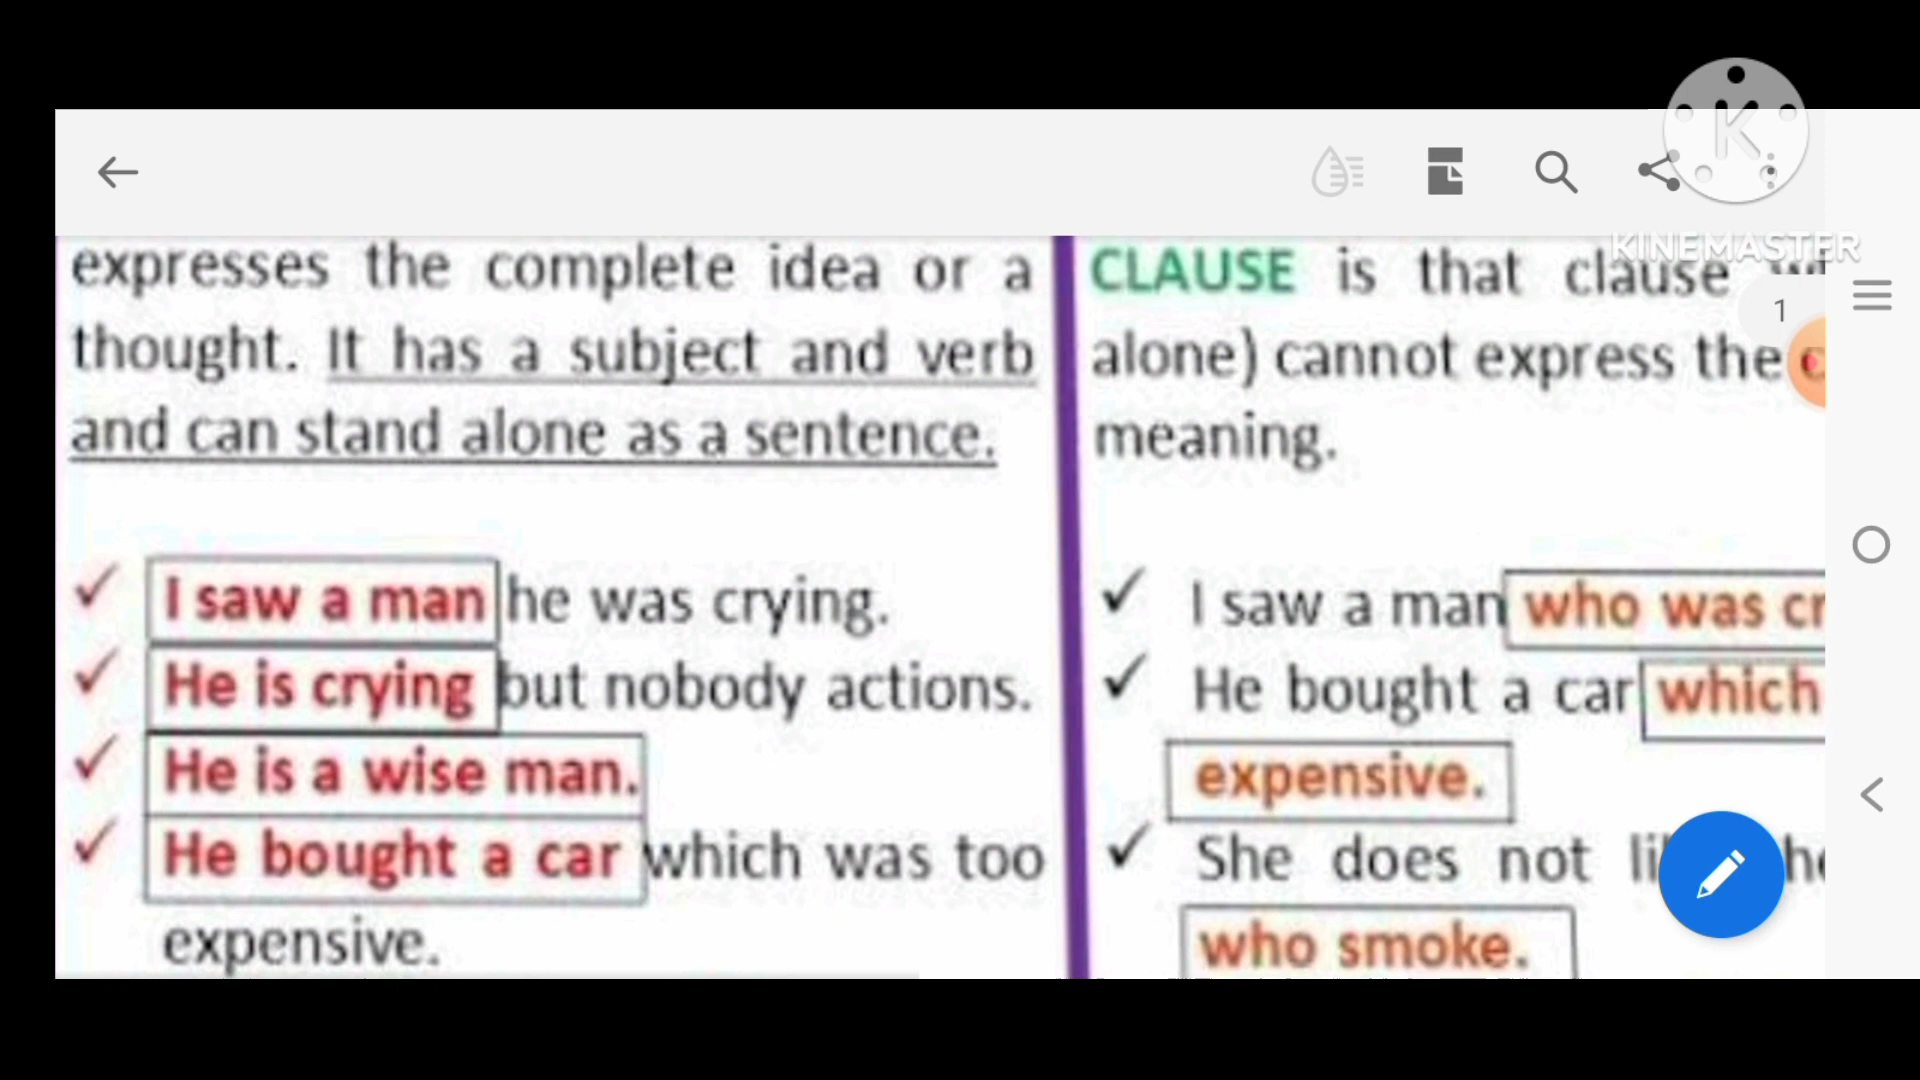 KINEMASTER
1
expresses the complete idea or a
thought. It has a subject and verb
and can stand alone as a sentence.
I saw a man he was crying.
He is crying but nobody actions.
He is a wise man.
He bought a car which was too
expensive.
CLAUSE is that clause
alone) cannot express the
meaning.
I saw a man who was cr
He bought a car which
expensive.
She does not
who smoke.